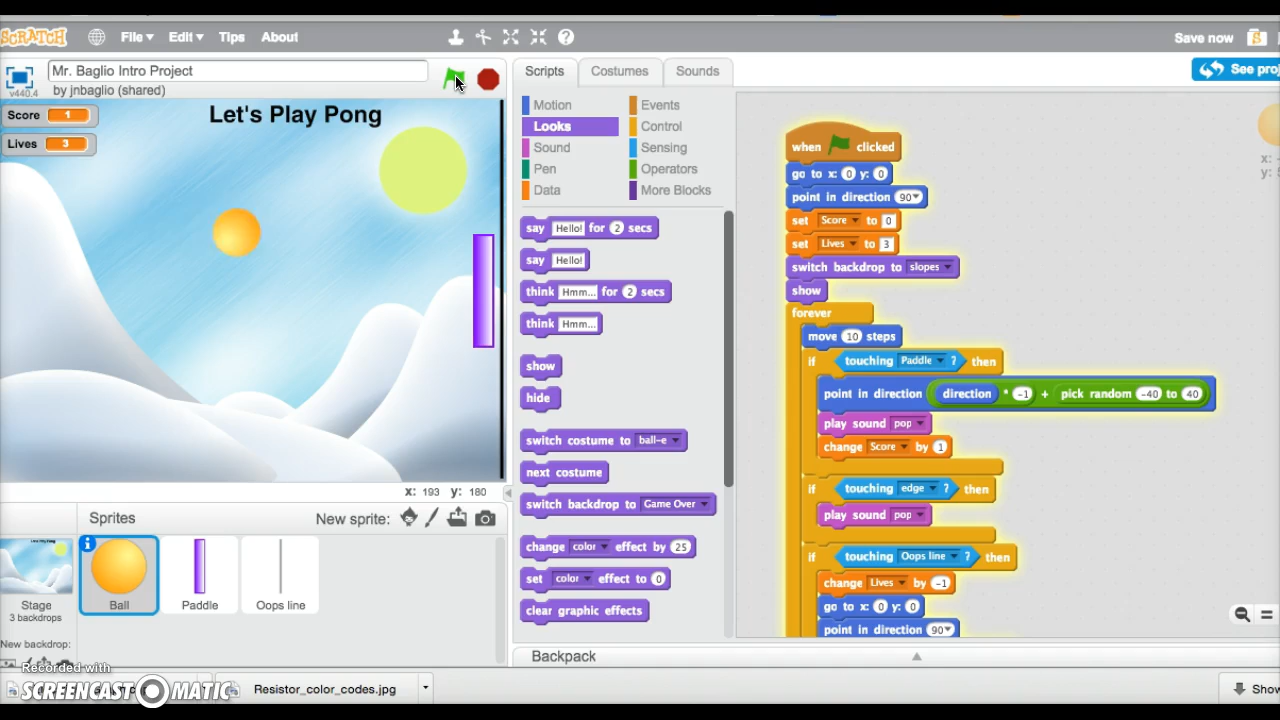 SCRATCH
File Edit Tips About
Save now
Mr. Baglio Intro Project
v440.4
by jnbaglio (shared)
Scripts Costumes Sounds
Score 1
Lives 3
Let's Play Pong
Motion
Looks
Sound
Pen
Data
Events
Control
Sensing
Operators
More Blocks
say Hello! for 2 secs
say Hello!
think Hmm... for 2 secs
think Hmm...
show
hide
switch costume to ball-e
next costume
switch backdrop to Game Over
change color effect by 25
set color effect to 0
clear graphic effects
when clicked
go to x: 0 y: 0
point in direction 90
set Score to 0
set Lives to 3
switch backdrop to slopes
show
forever
move 10 steps
if touching Paddle ? then
point in direction direction * -1 + pick random -40 to 40
play sound pop
change Score by 1
if touching edge ? then
play sound pop
if touching Oops line ? then
change Lives by -1
go to x: 0 y: 0
point in direction 90
x:
y:
x: 193 y: 180
Sprites New sprite:
Stage
3 backdrops
Ball
Paddle
Oops line
New backdrop:
Backpack
Recorded with
SCREENCAST MATIC
Resistor_color_codes.jpg